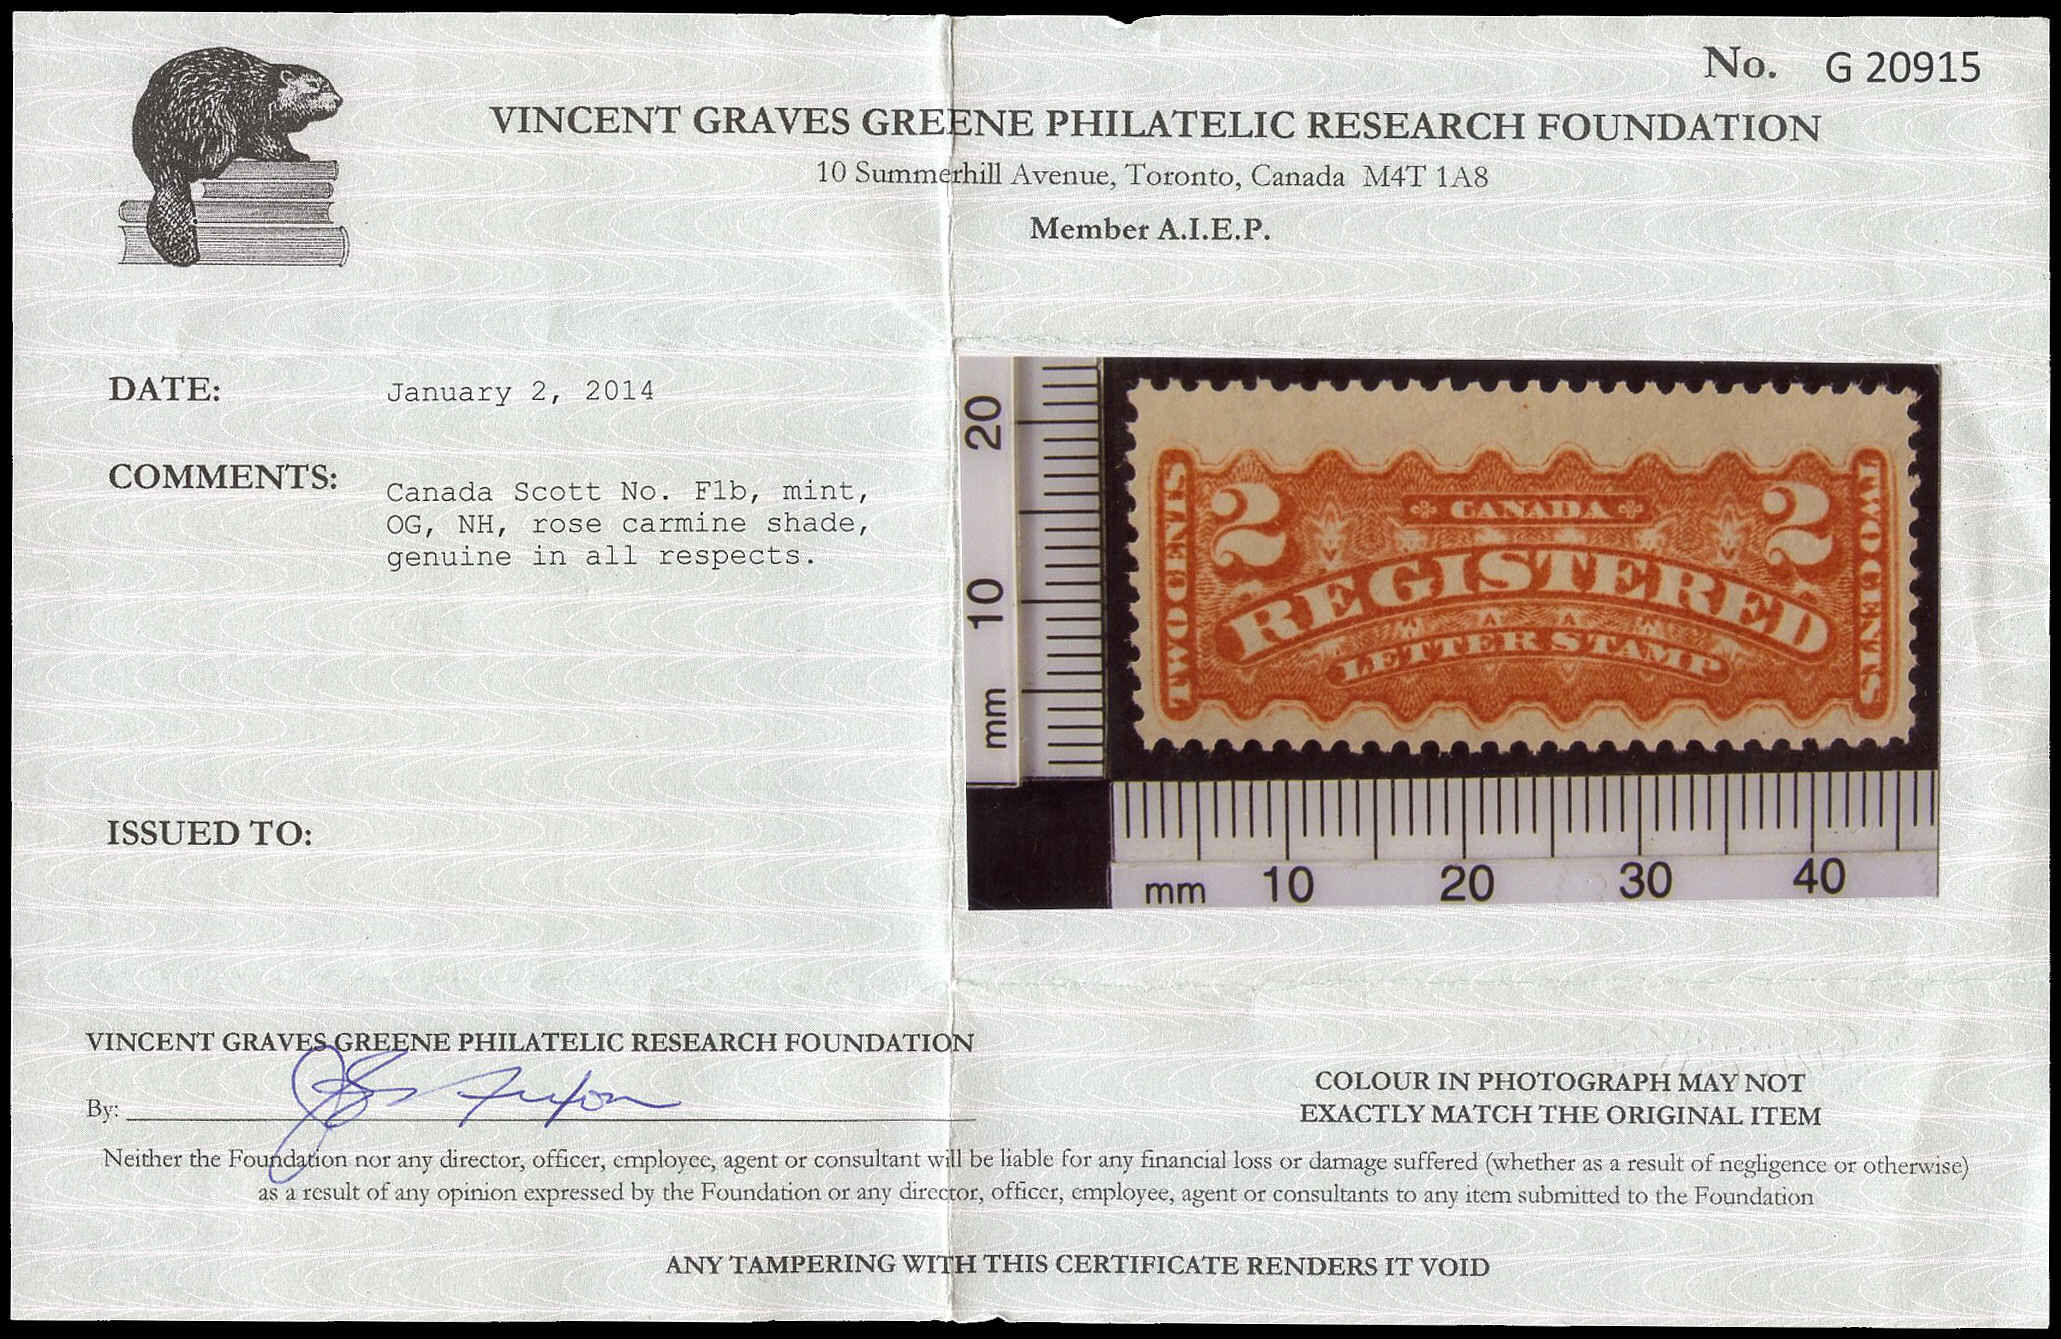 No. G 20915
VINCENT GRAVES GREENE PHILATELIC RESEARCH FOUNDATION
10 Summerhill Avenue, Toronto, Canada M4T 1A8
Member A.I.E.P.
DATE: January 2, 2014
COMMENTS: Canada Scott No. F1b, mint,
OG, NH, rose carmine shade,
genuine in all respects.
20
10
mm
TWO CENTS
2
CANADA
2
TWO CENTS
REGISTERED
LETTER STAMP
mm 10 20 30 40
ISSUED TO:
VINCENT GRAVES GREENE PHILATELIC RESEARCH FOUNDATION
By:
COLOUR IN PHOTOGRAPH MAY NOT
EXACTLY MATCH THE ORIGINAL ITEM
Neither the Foundation nor any director, officer, employee, agent or consultant will be liable for any financial loss or damage suffered (whether as a result of negligence or otherwise)
as a result of any opinion expressed by the Foundation or any director, officer, employee, agent or consultants to any item submitted to the Foundation
ANY TAMPERING WITH THIS CERTIFICATE RENDERS IT VOID